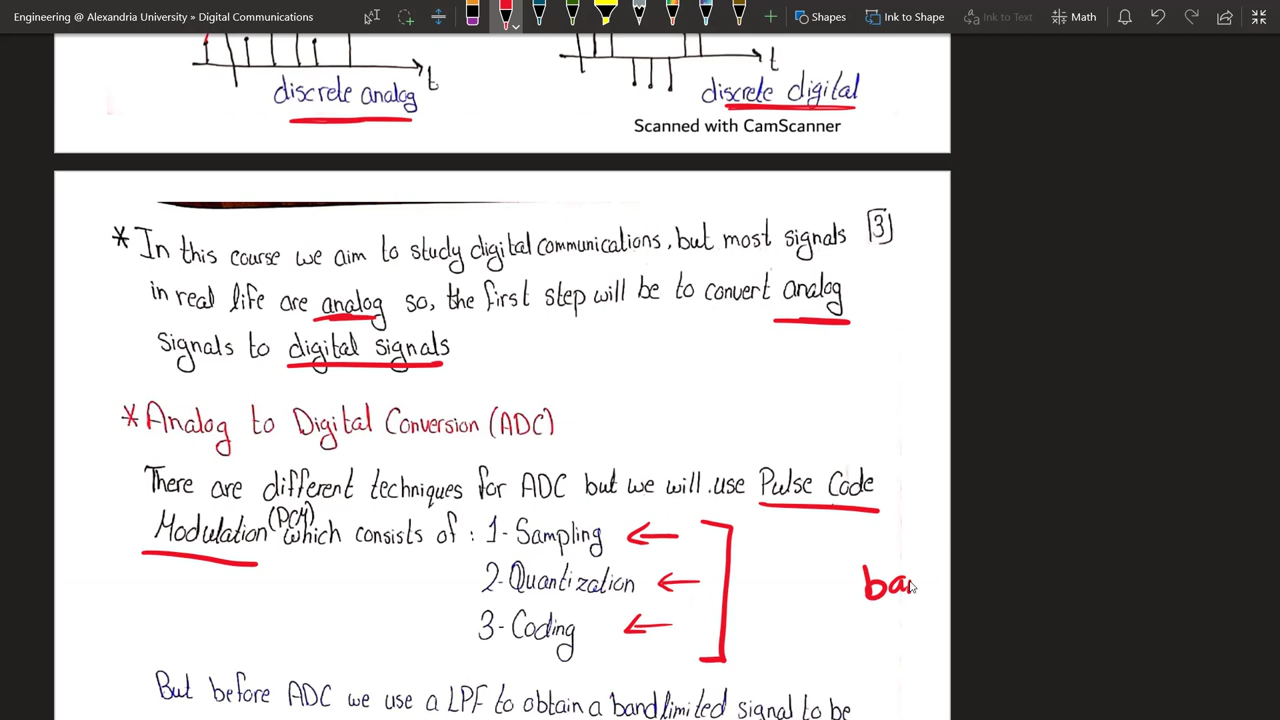 Engineering @ Alexandria University » Digital Communications
Shapes
Ink to Shape
Ink to Text
Math
t
t
discrete analog
discrete digital
Scanned with CamScanner
* In this course we aim to study digital communications, but most signals [3]
in real life are analog so, the first step will be to convert analog
signals to digital signals
* Analog to Digital Conversion (ADC)
There are different techniques for ADC but we will use Pulse Code
Modulation (PCM) which consists of : 1- Sampling
2- Quantization
3- Coding
But before ADC we use a LPF to obtain a bandlimited signal to be